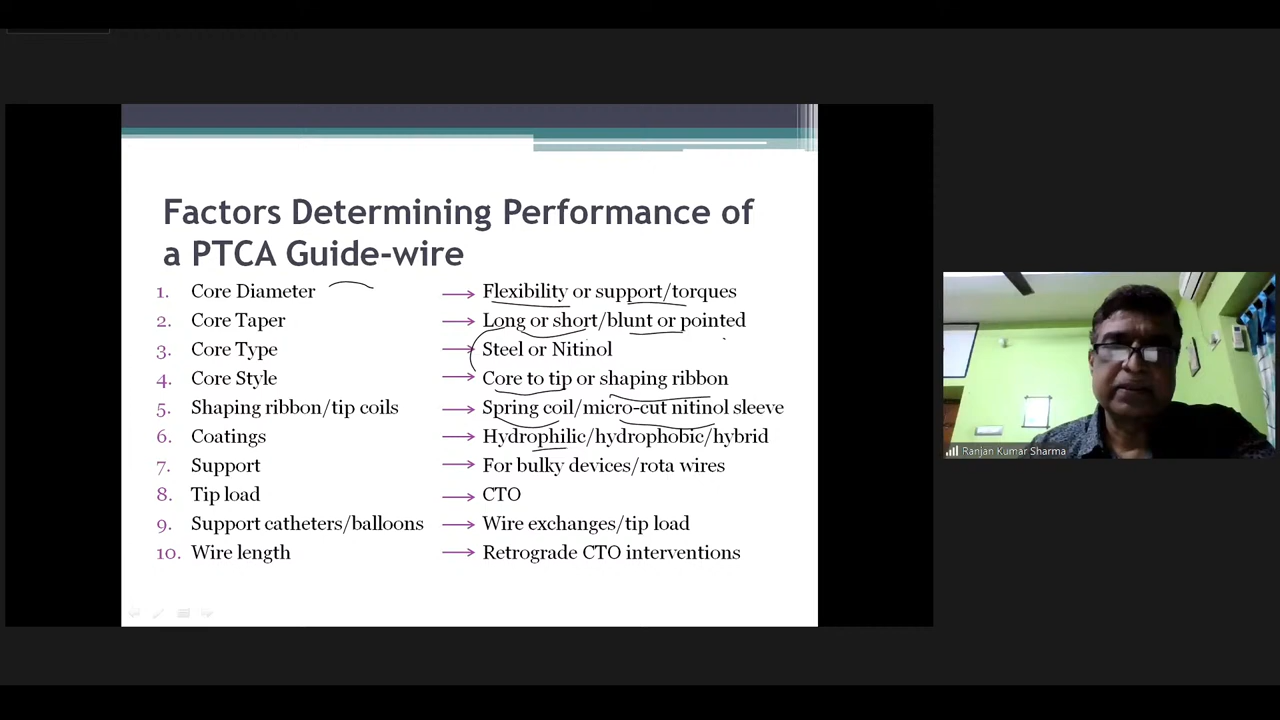 Factors Determining Performance of
a PTCA Guide-wire
1. Core Diameter → Flexibility or support/torques
2. Core Taper → Long or short/blunt or pointed
3. Core Type → Steel or Nitinol
4. Core Style → Core to tip or shaping ribbon
5. Shaping ribbon/tip coils → Spring coil/micro-cut nitinol sleeve
6. Coatings → Hydrophilic/hydrophobic/hybrid
7. Support → For bulky devices/rota wires
8. Tip load → CTO
9. Support catheters/balloons → Wire exchanges/tip load
10. Wire length → Retrograde CTO interventions
Ranjan Kumar Sharma